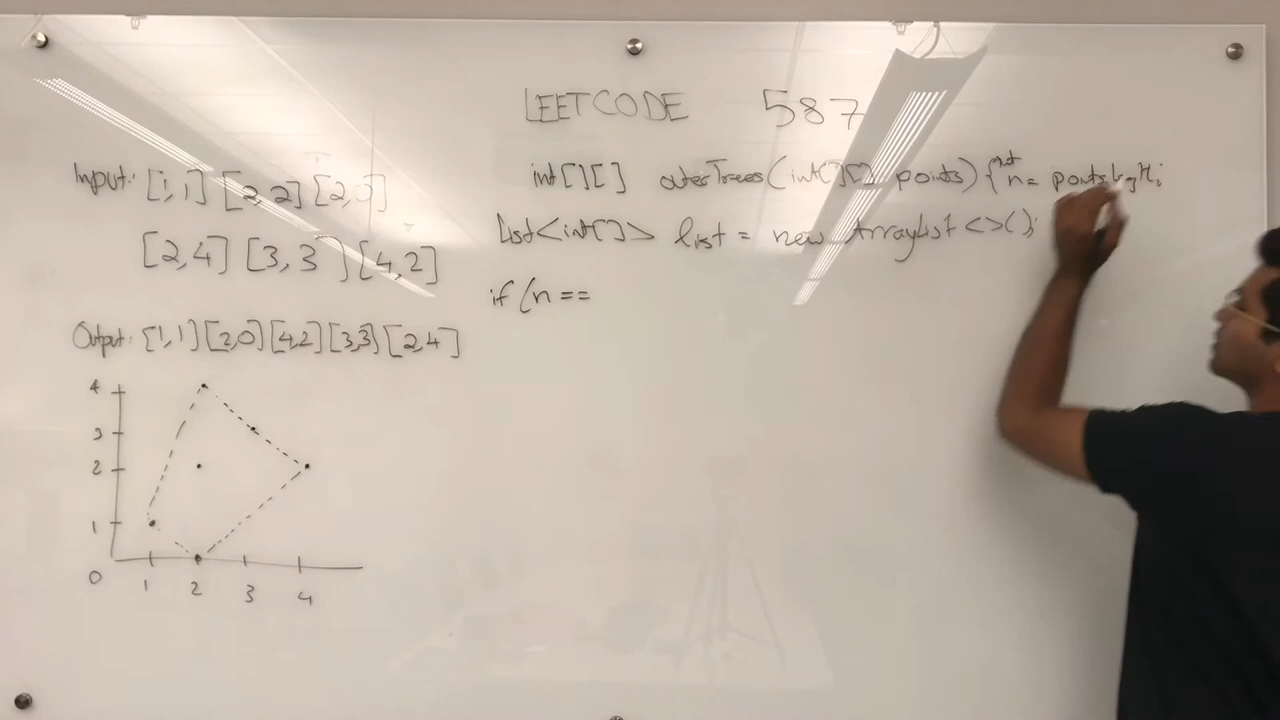 LEETCODE 587
Input: [1,1] [2,2] [2,0]
[2,4] [3,3] [4,2]
Output: [1,1] [2,0] [4,2] [3,3] [2,4]
4
3
2
1
0
1 2 3 4
int[][] outerTrees(int[][] points) { int n = points.length;
List<int[]> list = new ArrayList<>();
if (n ==